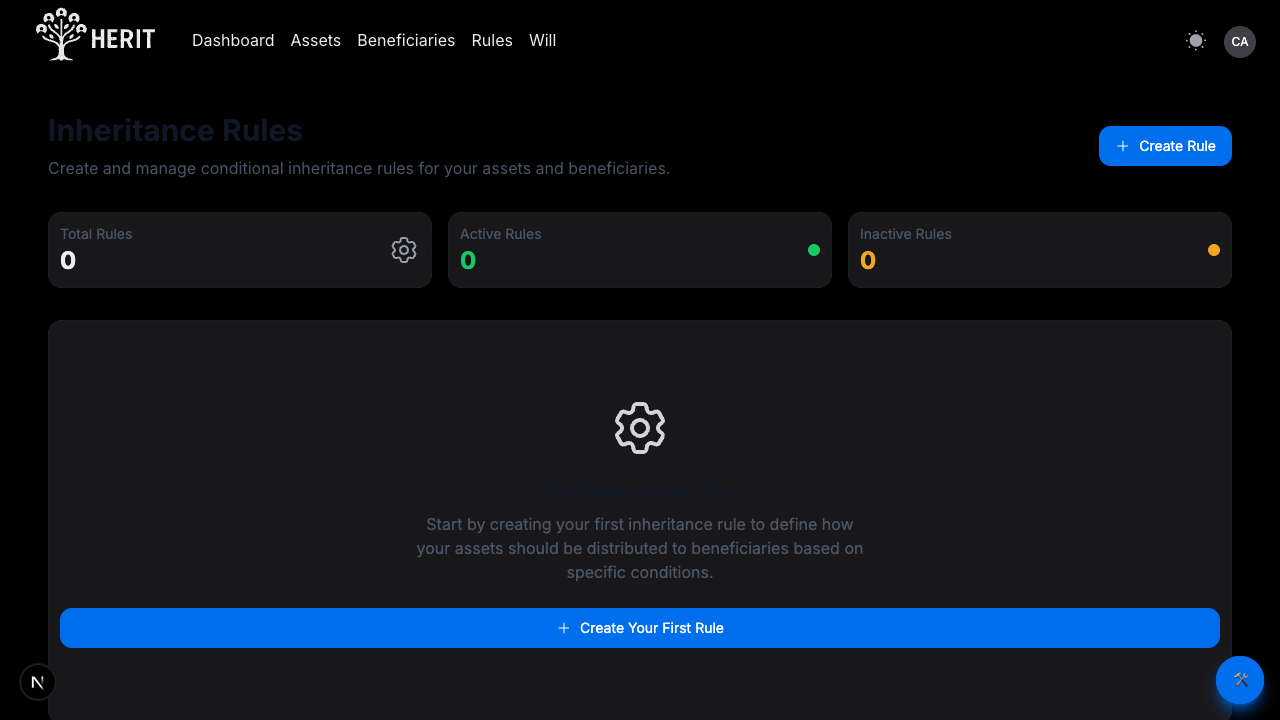 HERIT
Dashboard
Assets
Beneficiaries
Rules
Will
CA
Inheritance Rules
Create and manage conditional inheritance rules for your assets and beneficiaries.
Create Rule
Total Rules
0
Active Rules
0
Inactive Rules
0
Start by creating your first inheritance rule to define how
your assets should be distributed to beneficiaries based on
specific conditions.
Create Your First Rule
N